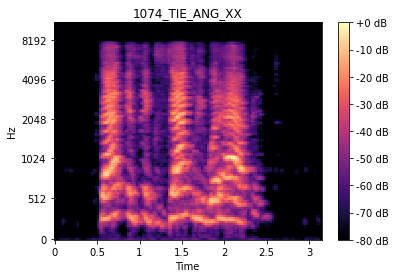 1074_TIE_ANG_XX
+0 dB
8192
-10 dB
4096
-20 dB
-30 dB
2048
Hz
-40 dB
1024
-50 dB
512
-60 dB
-70 dB
0
-80 dB
0 0.5 1 1.5 2 2.5 3
Time